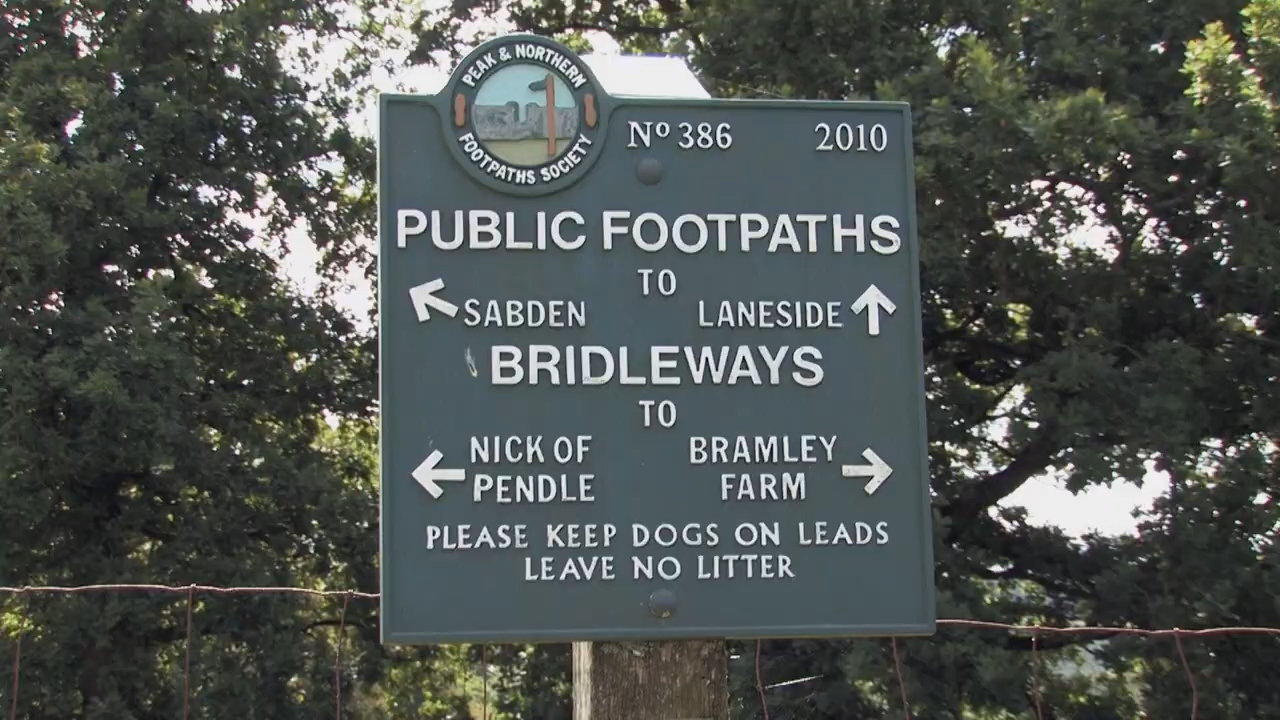 PEAK & NORTHERN
FOOTPATHS SOCIETY
Nº 386 2010
PUBLIC FOOTPATHS
TO
SABDEN LANESIDE
BRIDLEWAYS
TO
NICK OF BRAMLEY
PENDLE FARM
PLEASE KEEP DOGS ON LEADS
LEAVE NO LITTER